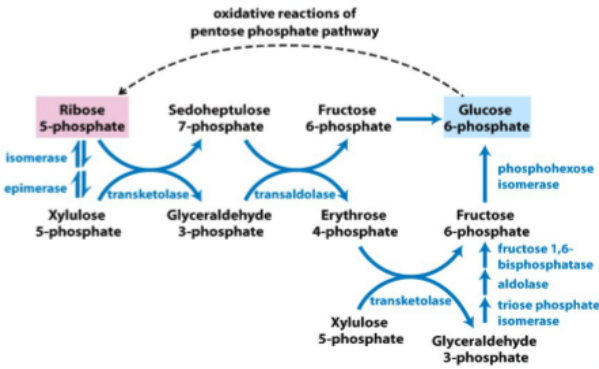 oxidative reactions of
pentose phosphate pathway
Ribose
5-phosphate
Sedoheptulose
7-phosphate
Fructose
6-phosphate
Glucose
6-phosphate
isomerase
epimerase
transketolase
transaldolase
phosphohexose
isomerase
Xylulose
5-phosphate
Glyceraldehyde
3-phosphate
Erythrose
4-phosphate
Fructose
6-phosphate
fructose 1,6-
bisphosphatase
aldolase
triose phosphate
isomerase
transketolase
Xylulose
5-phosphate
Glyceraldehyde
3-phosphate